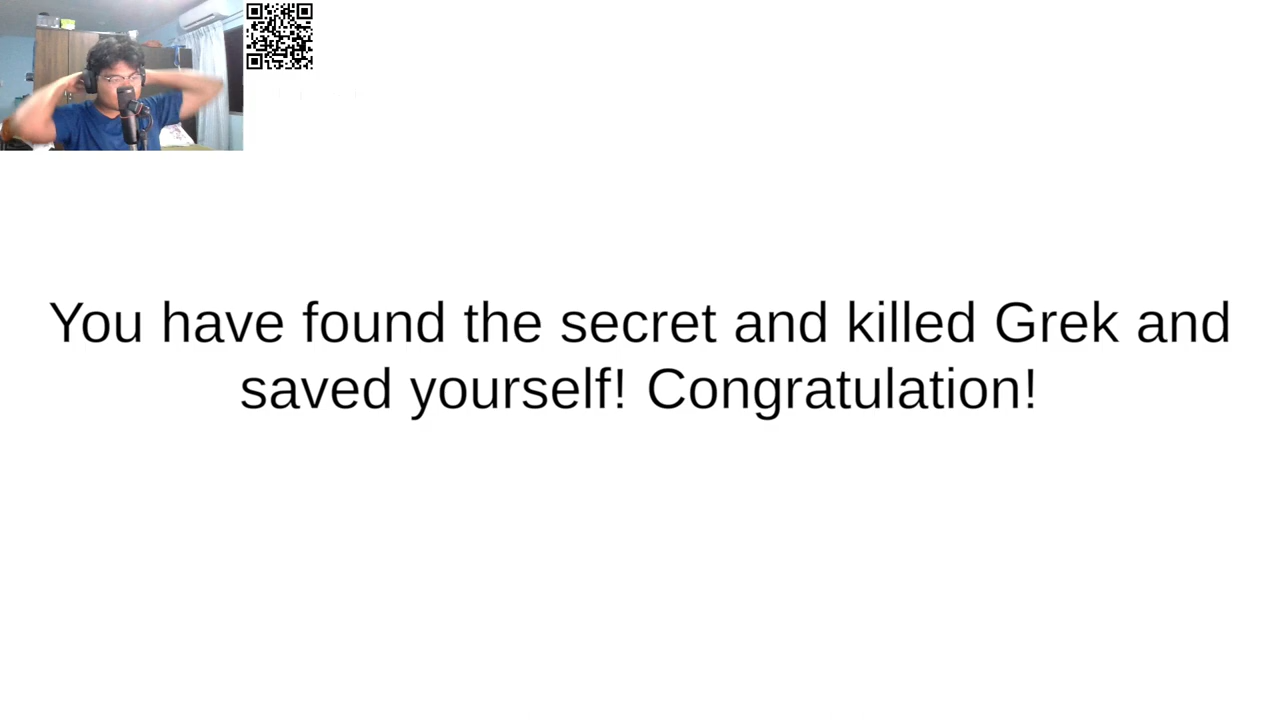 You have found the secret and killed Grek and
saved yourself! Congratulation!